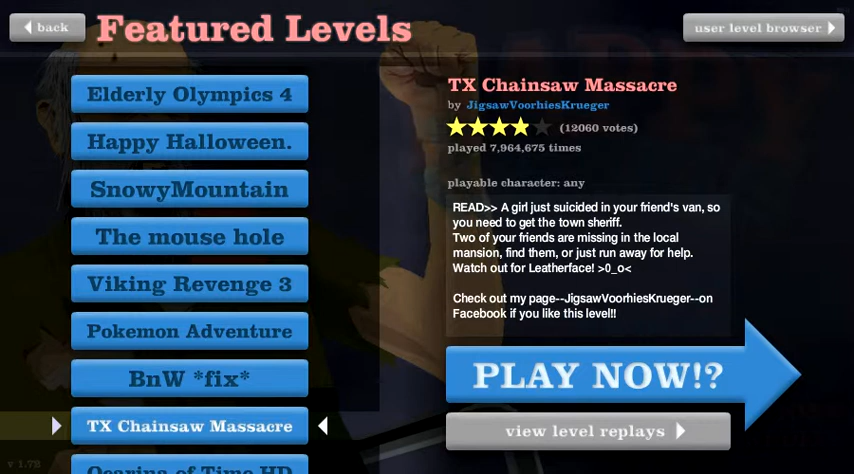 back
Featured Levels
user level browser
Elderly Olympics 4
Happy Halloween.
SnowyMountain
The mouse hole
Viking Revenge 3
Pokemon Adventure
BnW *fix*
TX Chainsaw Massacre
Ocarina of Time HD
v 1.78
TX Chainsaw Massacre
by JigsawVoorhiesKrueger
(12060 votes)
played 7,964,675 times
playable character: any
READ>> A girl just suicided in your friend's van, so
you need to get the town sheriff.
Two of your friends are missing in the local
mansion, find them, or just run away for help.
Watch out for Leatherface! >0_o<
Check out my page--JigsawVoorhiesKrueger--on
Facebook if you like this level!!
PLAY NOW!?
view level replays